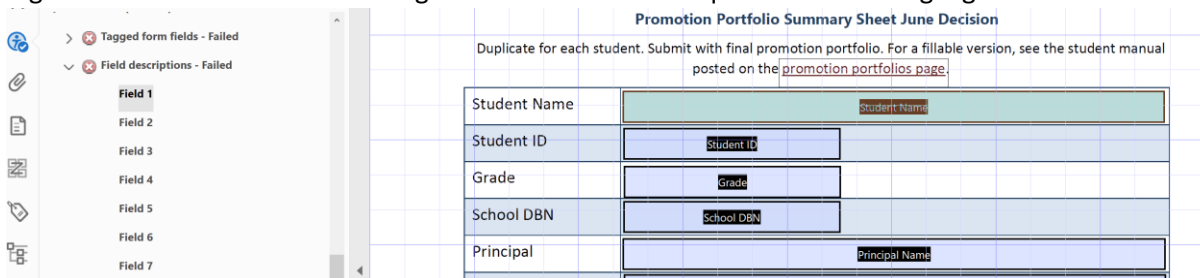 Tagged form fields - Failed
Field descriptions - Failed
Field 1
Field 2
Field 3
Field 4
Field 5
Field 6
Field 7
Promotion Portfolio Summary Sheet June Decision
Duplicate for each student. Submit with final promotion portfolio. For a fillable version, see the student manual
posted on the promotion portfolios page.
Student Name Student Name
Student ID Student ID
Grade Grade
School DBN School DBN
Principal Principal Name